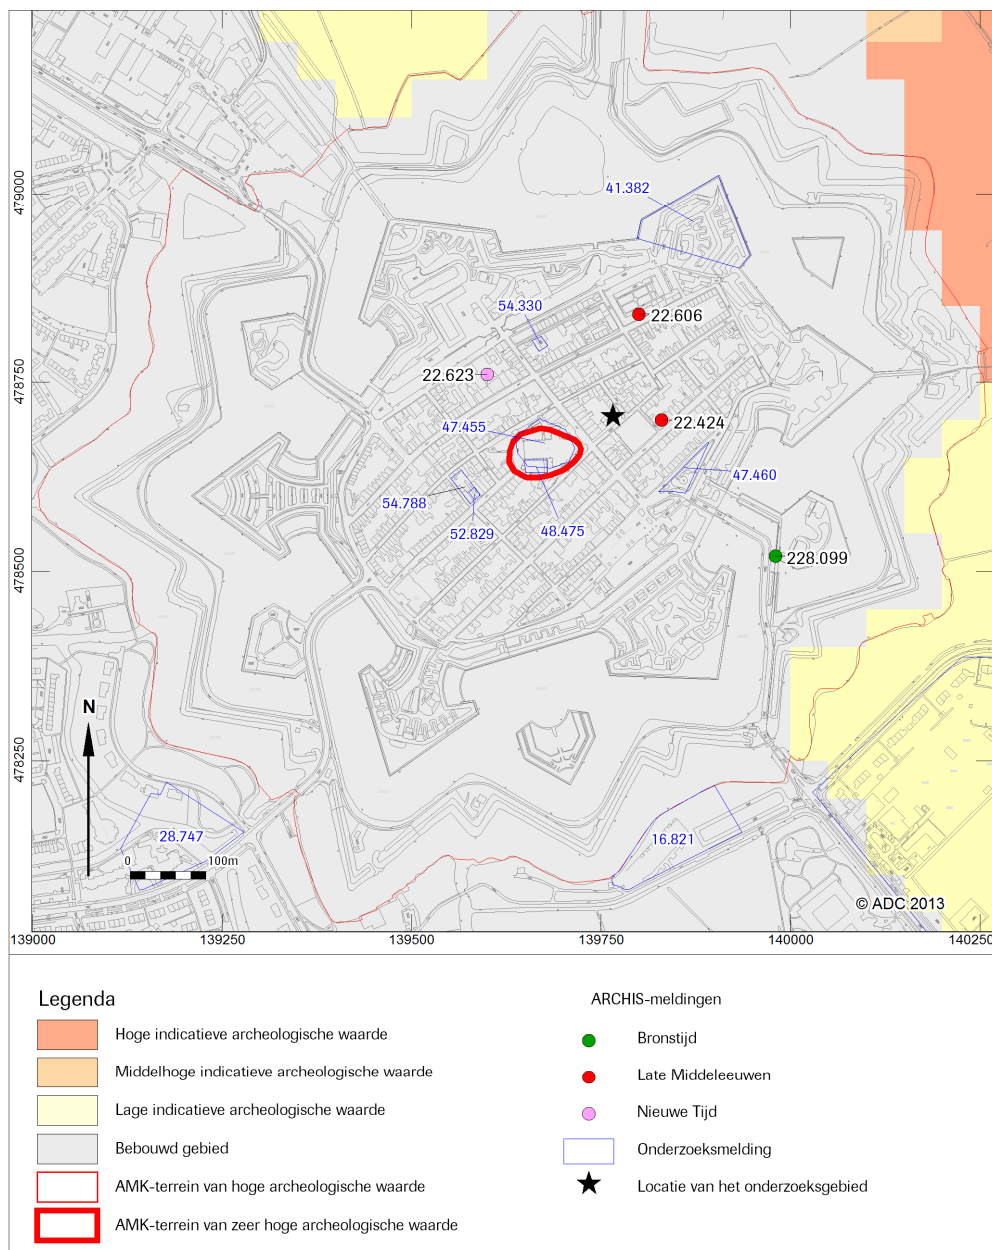 479000
478750
478500
478250
41.382
54.330
22.606
22.623
47.455
22.424
47.460
54.788
52.829
48.475
228.099
N
28.747
16.821
0 100m
© ADC 2013
139000 139250 139500 139750 140000 140250
Legenda
Hoge indicatieve archeologische waarde
Middelhoge indicatieve archeologische waarde
Lage indicatieve archeologische waarde
Bebouwd gebied
AMK-terrein van hoge archeologische waarde
AMK-terrein van zeer hoge archeologische waarde
ARCHIS-meldingen
Bronstijd
Late Middeleeuwen
Nieuwe Tijd
Onderzoeksmelding
Locatie van het onderzoeksgebied